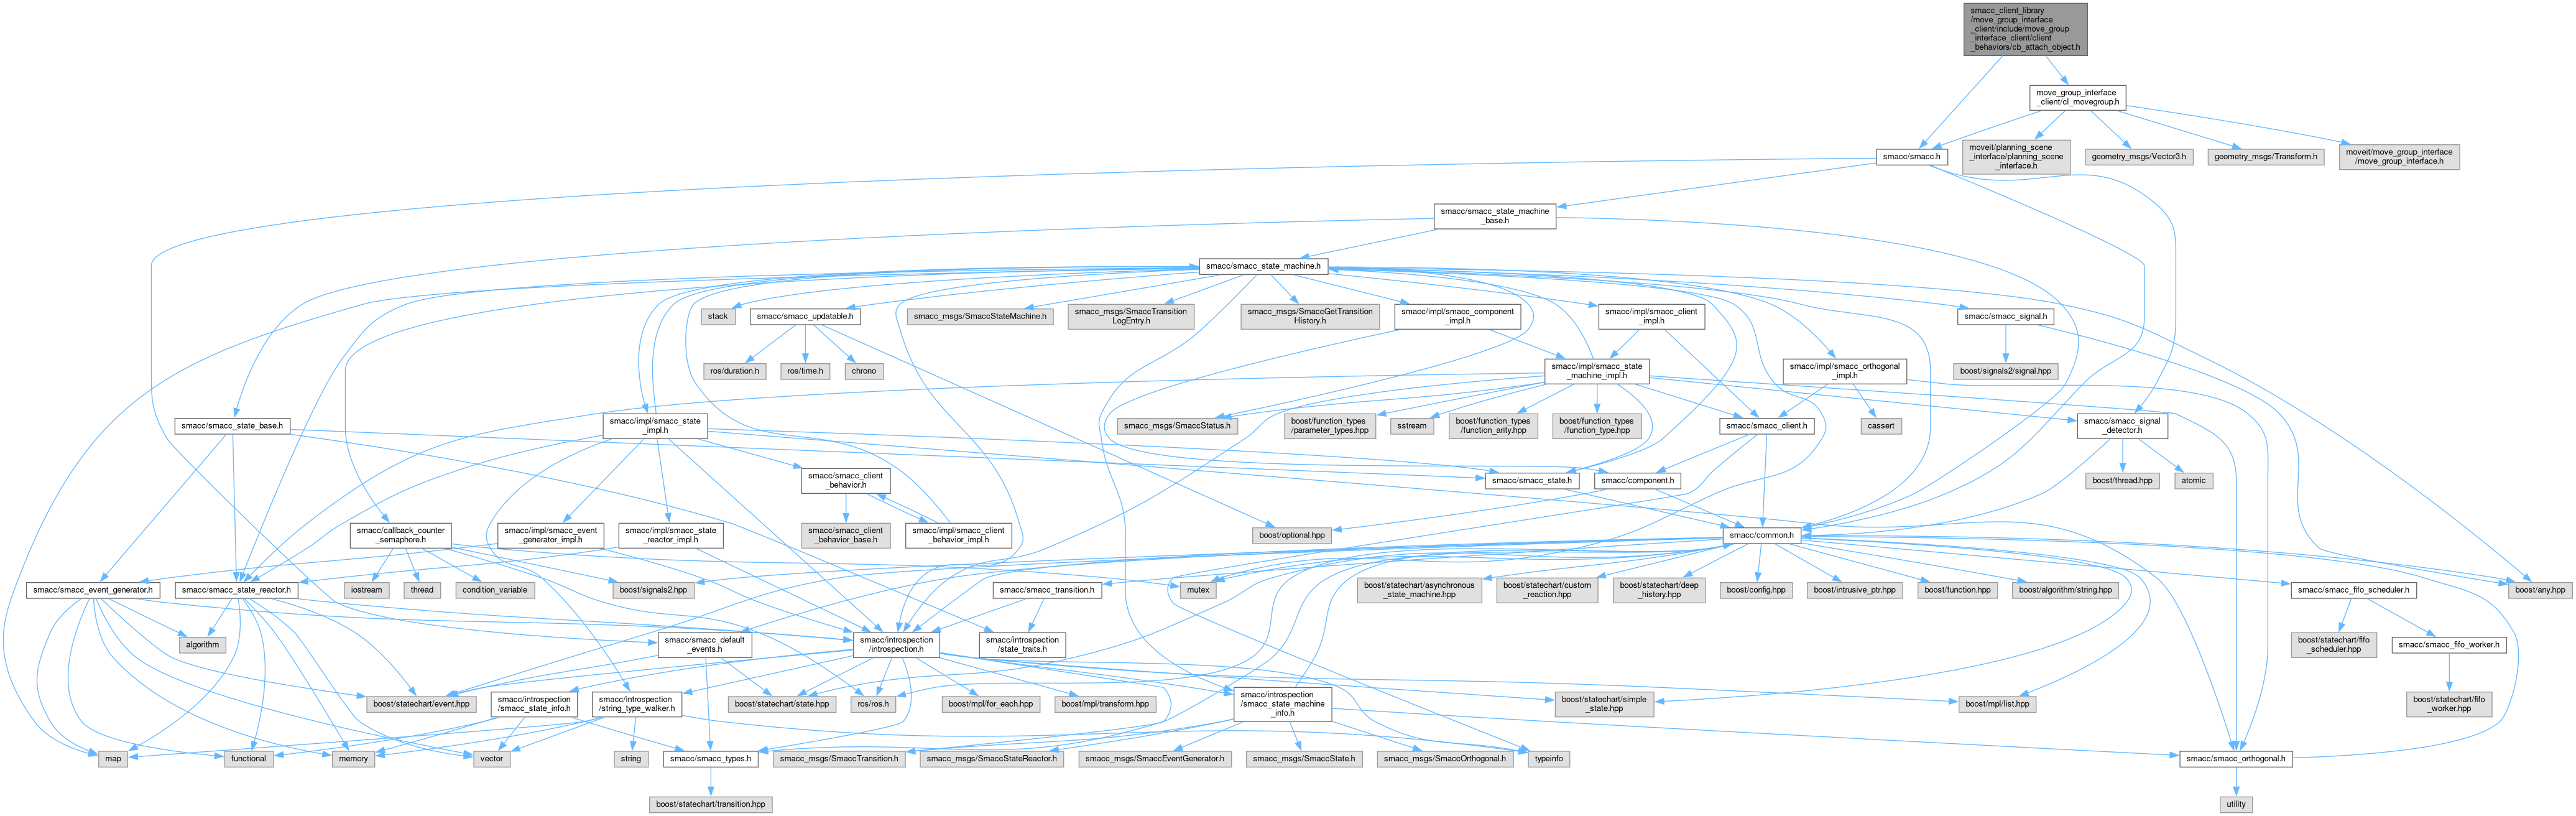 smacc_client_library
/move_group_interface
_client/include/move_group
_interface_client/client
_behaviors/cb_attach_object.h
move_group_interface
_client/cl_movegroup.h
smacc/smacc.h
moveit/planning_scene
_interface/planning_scene
_interface.h
geometry_msgs/Vector3.h
geometry_msgs/Transform.h
moveit/move_group_interface
/move_group_interface.h
smacc/smacc_state_machine
_base.h
smacc/smacc_state_machine.h
stack
smacc/smacc_updatable.h
smacc_msgs/SmaccStateMachine.h
smacc_msgs/SmaccTransition
LogEntry.h
smacc_msgs/SmaccGetTransition
History.h
smacc/impl/smacc_component
_impl.h
smacc/impl/smacc_client
_impl.h
smacc/smacc_signal.h
ros/duration.h
ros/time.h
chrono
smacc/impl/smacc_state
_machine_impl.h
smacc/impl/smacc_orthogonal
_impl.h
boost/signals2/signal.hpp
smacc/smacc_state_base.h
smacc/impl/smacc_state
_impl.h
smacc_msgs/SmaccStatus.h
boost/function_types
/parameter_types.hpp
sstream
boost/function_types
/function_arity.hpp
boost/function_types
/function_type.hpp
smacc/smacc_client.h
cassert
smacc/smacc_signal
_detector.h
smacc/smacc_client
_behavior.h
smacc/smacc_state.h
smacc/component.h
boost/thread.hpp
atomic
smacc/callback_counter
_semaphore.h
smacc/impl/smacc_event
_generator_impl.h
smacc/impl/smacc_state
_reactor_impl.h
smacc/smacc_client
_behavior_base.h
smacc/impl/smacc_client
_behavior_impl.h
boost/optional.hpp
smacc/common.h
smacc/smacc_event_generator.h
smacc/smacc_state_reactor.h
iostream
thread
condition_variable
boost/signals2.hpp
smacc/smacc_transition.h
mutex
boost/statechart/asynchronous
_state_machine.hpp
boost/statechart/custom
_reaction.hpp
boost/statechart/deep
_history.hpp
boost/config.hpp
boost/intrusive_ptr.hpp
boost/function.hpp
boost/algorithm/string.hpp
smacc/smacc_fifo_scheduler.h
boost/any.hpp
algorithm
smacc/smacc_default
_events.h
smacc/introspection
/introspection.h
smacc/introspection
/state_traits.h
boost/statechart/fifo
_scheduler.hpp
smacc/smacc_fifo_worker.h
boost/statechart/event.hpp
smacc/introspection
/smacc_state_info.h
smacc/introspection
/string_type_walker.h
boost/statechart/state.hpp
ros/ros.h
boost/mpl/for_each.hpp
boost/mpl/transform.hpp
smacc/introspection
/smacc_state_machine
_info.h
boost/statechart/simple
_state.hpp
boost/mpl/list.hpp
boost/statechart/fifo
_worker.hpp
map
functional
memory
vector
string
smacc/smacc_types.h
smacc_msgs/SmaccTransition.h
smacc_msgs/SmaccStateReactor.h
smacc_msgs/SmaccEventGenerator.h
smacc_msgs/SmaccState.h
smacc_msgs/SmaccOrthogonal.h
typeinfo
smacc/smacc_orthogonal.h
boost/statechart/transition.hpp
utility